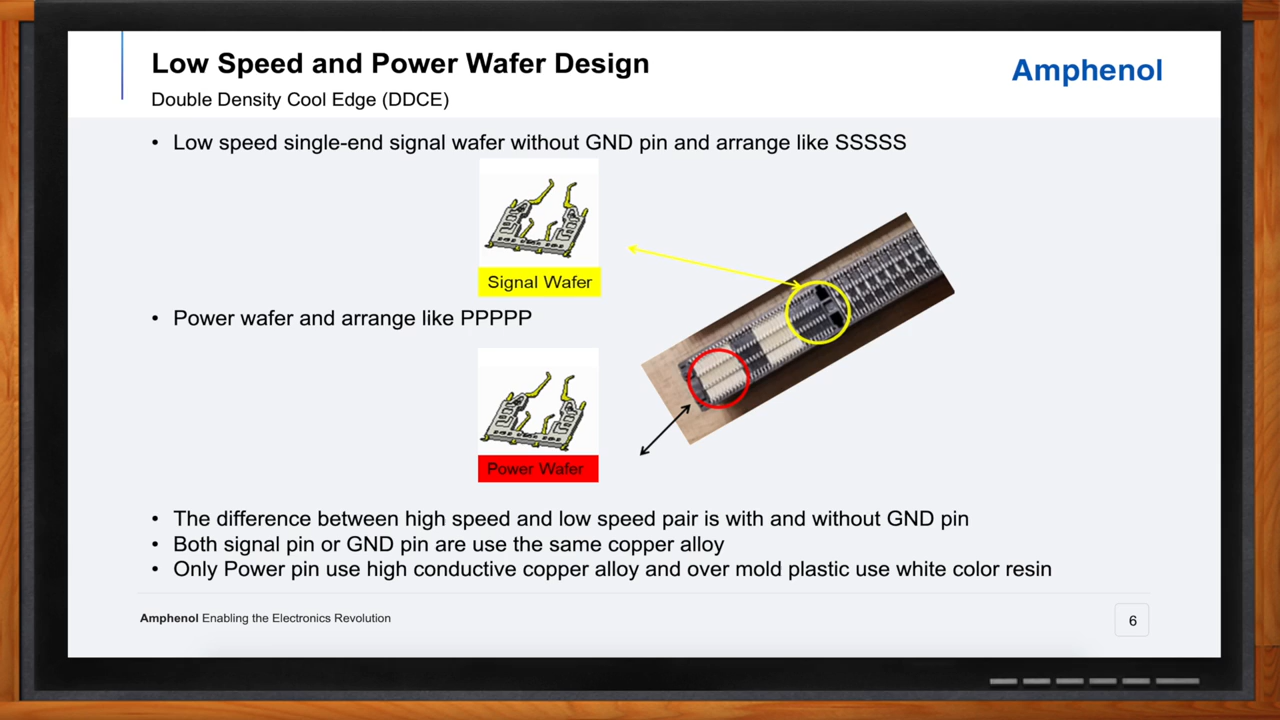 Low Speed and Power Wafer Design
Amphenol
Double Density Cool Edge (DDCE)
• Low speed single-end signal wafer without GND pin and arrange like SSSSS
Signal Wafer
• Power wafer and arrange like PPPPP
Power Wafer
• The difference between high speed and low speed pair is with and without GND pin
• Both signal pin or GND pin are use the same copper alloy
• Only Power pin use high conductive copper alloy and over mold plastic use white color resin
Amphenol Enabling the Electronics Revolution
6